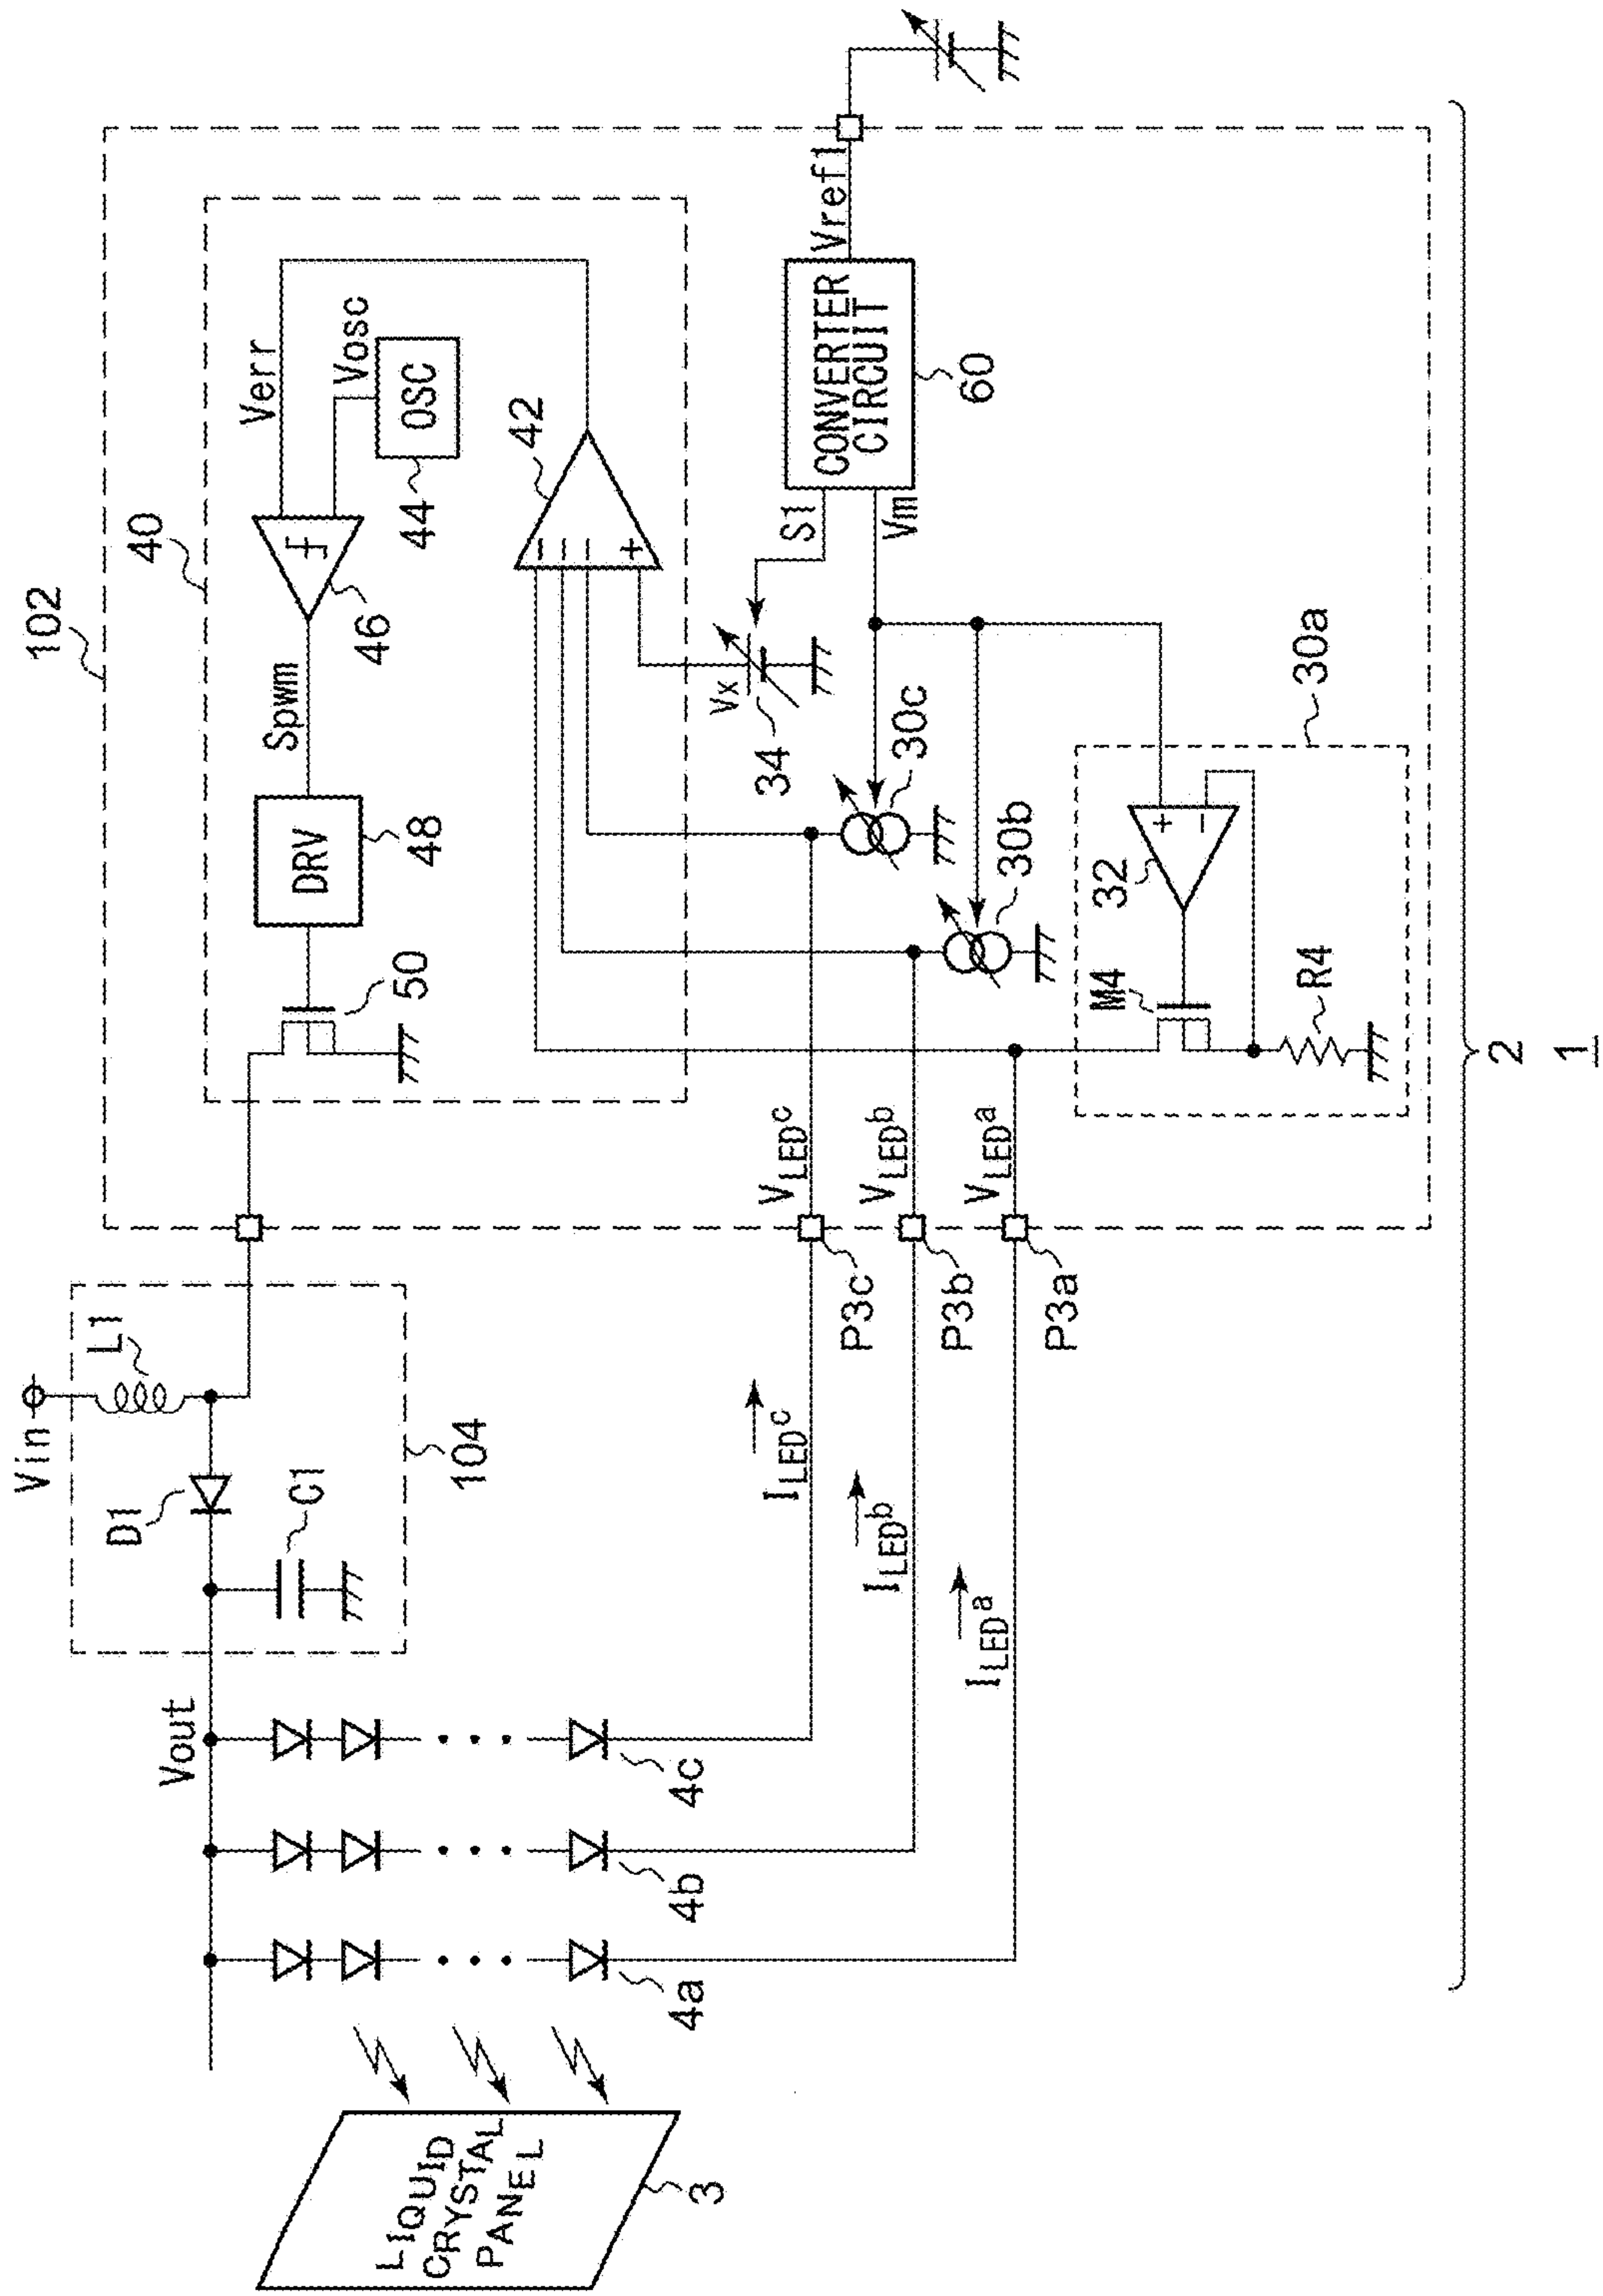 1
2
LIQUID
CRYSTAL
PANEL
3
Vout
4a
4b
4c
Vin
L1
D1
C1
104
102
40
50
DRV
48
Spwm
46
Verr
Vosc
OSC
44
42
Vx
34
S1
CONVERTER
CIRCUIT
60
Vref1
Vm
ILEDc
ILEDb
ILEDa
P3c
P3b
P3a
VLEDc
VLEDb
VLEDa
30c
30b
30a
32
M4
R4
+
−
−
−
−
+